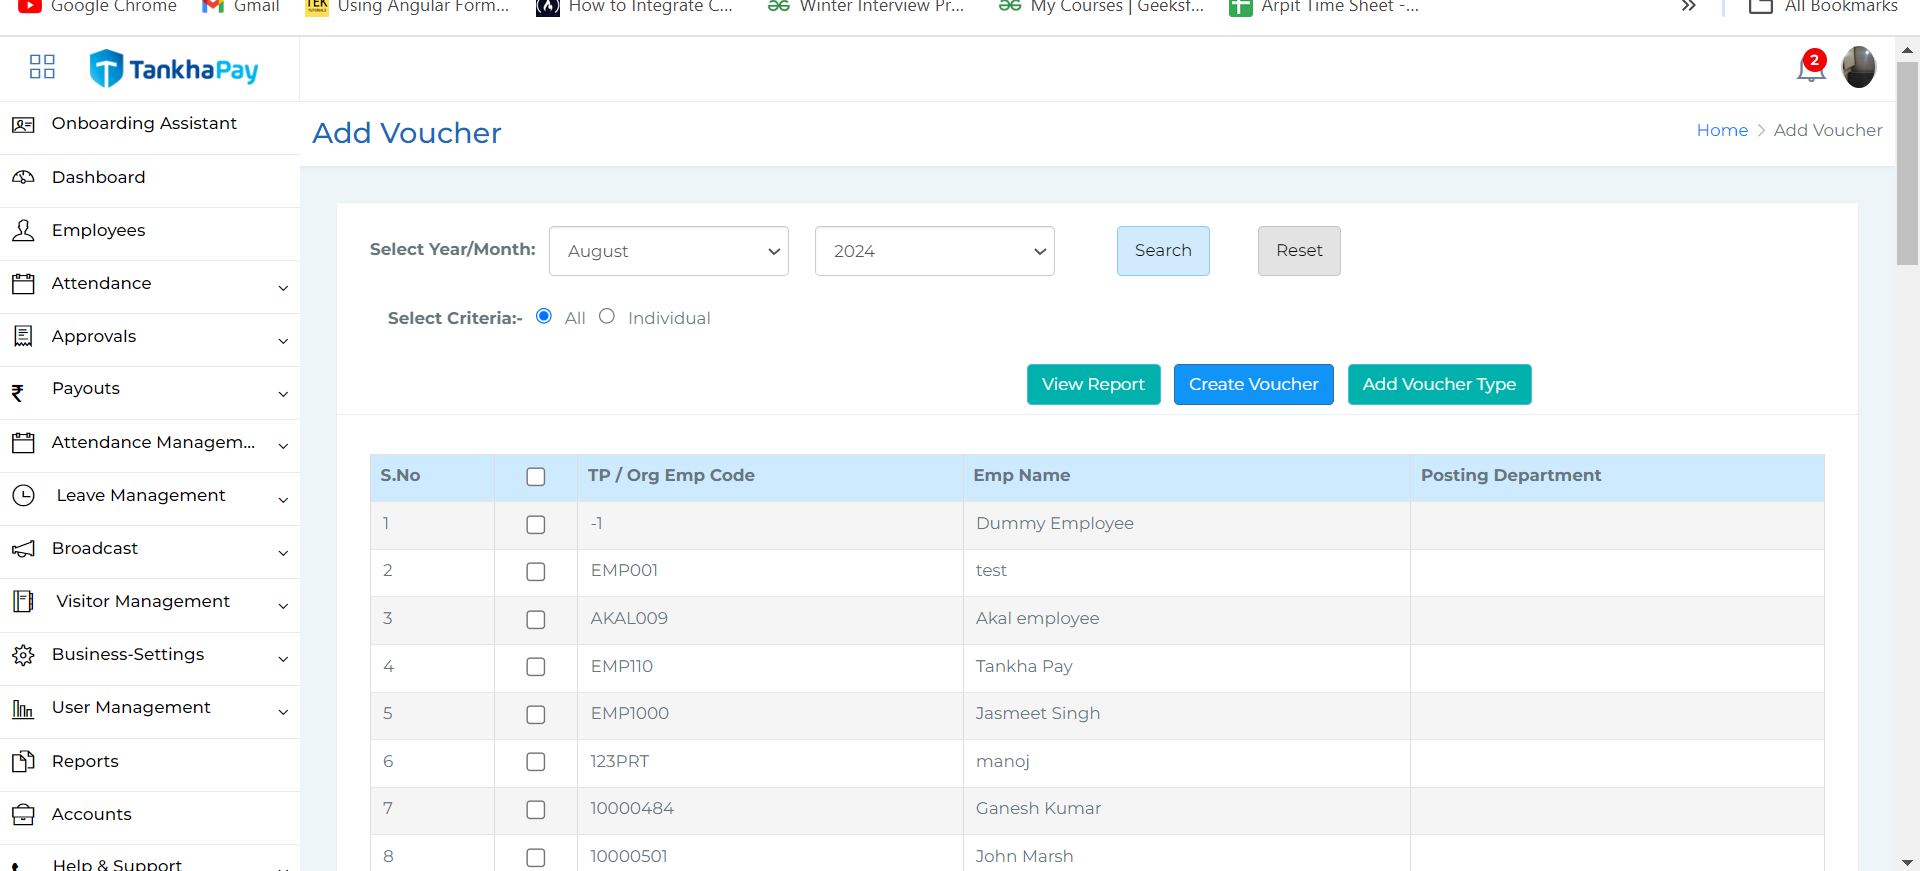 Google Chrome Gmail TEK Using Angular Form... How to Integrate C... Winter Interview Pr... My Courses | Geeksf... Arpit Time Sheet -... » All Bookmarks
TankhaPay 2
Onboarding Assistant
Dashboard
Employees
Attendance
Approvals
₹ Payouts
Attendance Managem...
Leave Management
Broadcast
Visitor Management
Business-Settings
User Management
Reports
Accounts
Help & Support
Add Voucher Home > Add Voucher
Select Year/Month: August 2024 Search Reset
Select Criteria:- All Individual
View Report Create Voucher Add Voucher Type
S.No TP / Org Emp Code Emp Name Posting Department
1 -1 Dummy Employee
2 EMP001 test
3 AKAL009 Akal employee
4 EMP110 Tankha Pay
5 EMP1000 Jasmeet Singh
6 123PRT manoj
7 10000484 Ganesh Kumar
8 10000501 John Marsh